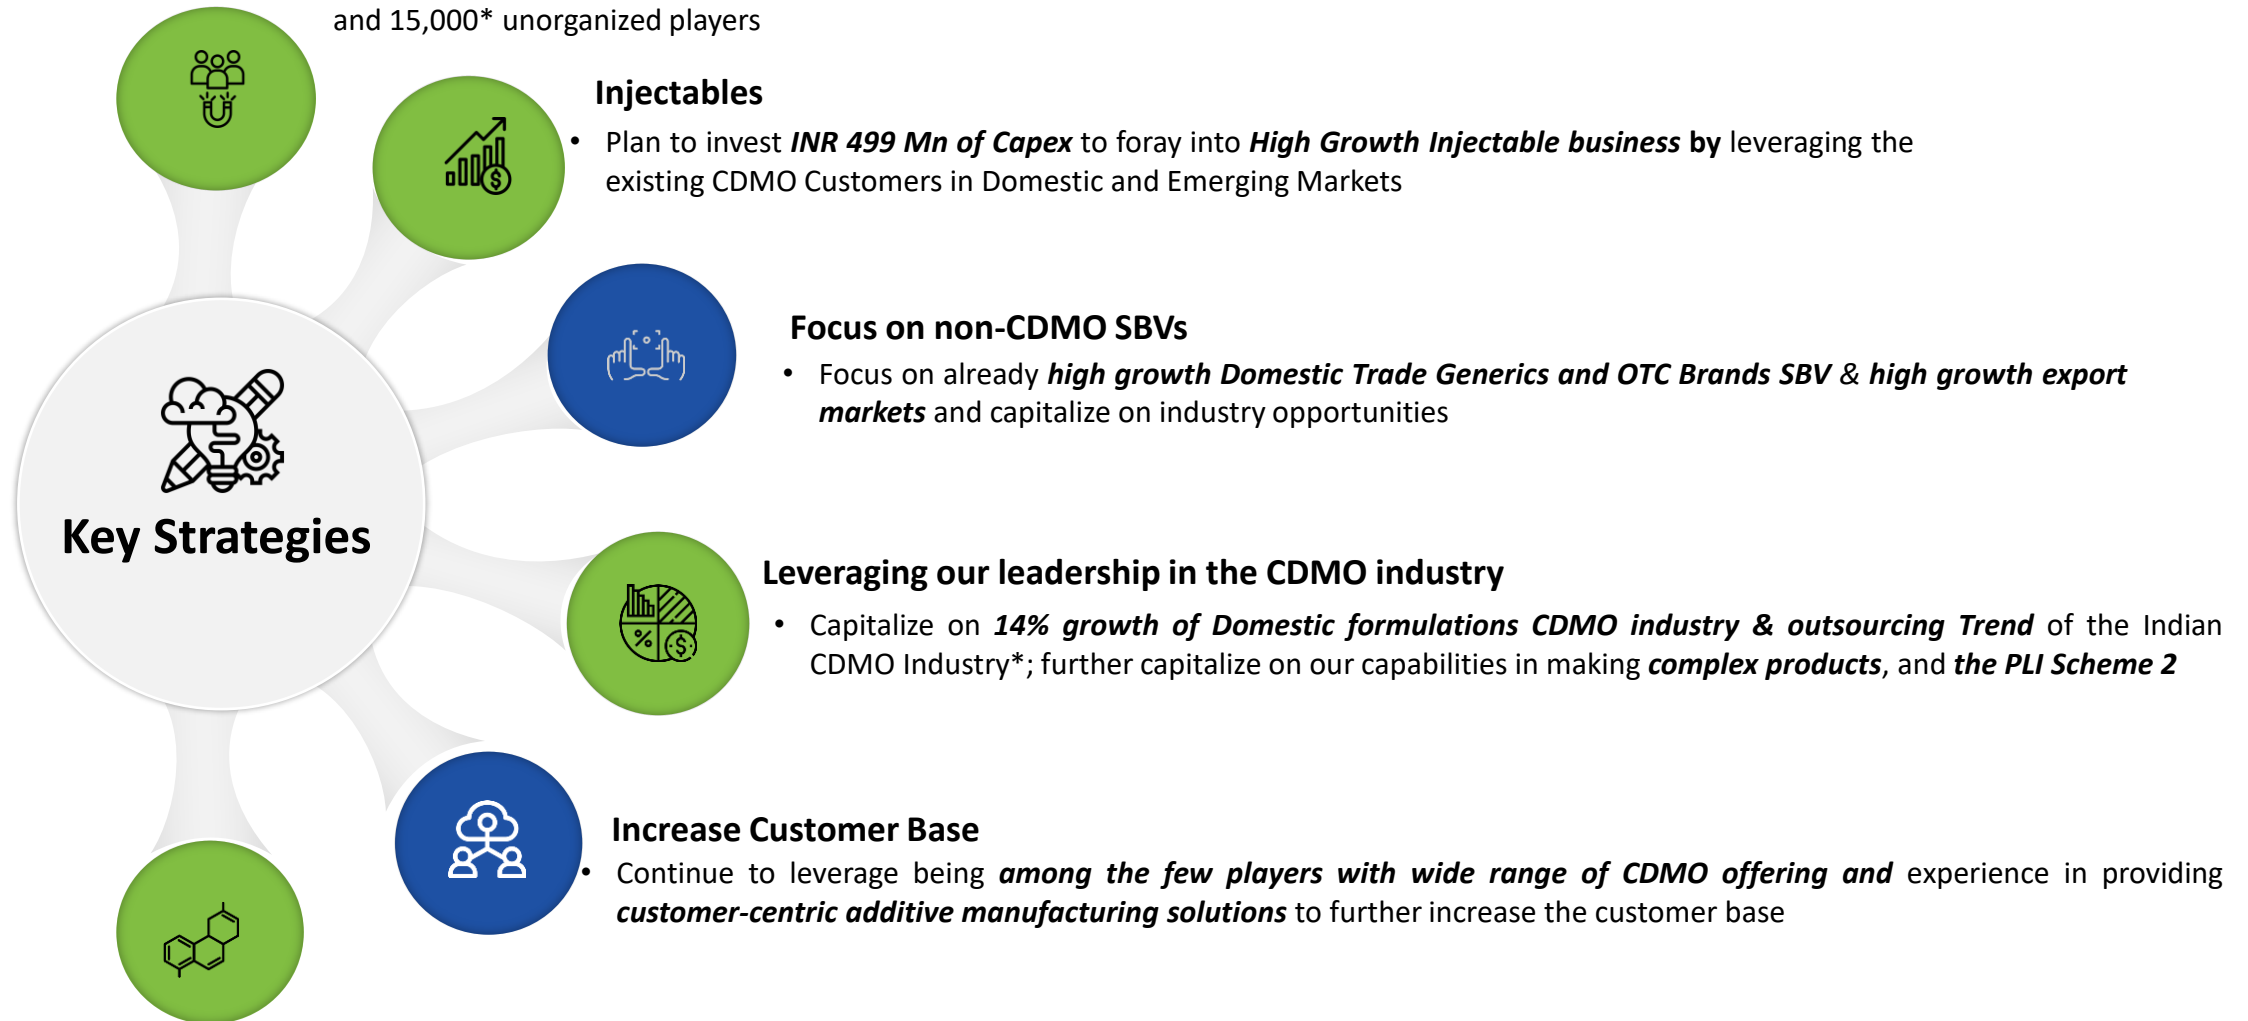 and 15,000* unorganized players
Injectables
• Plan to invest INR 499 Mn of Capex to foray into High Growth Injectable business by leveraging the
existing CDMO Customers in Domestic and Emerging Markets
Focus on non-CDMO SBVs
• Focus on already high growth Domestic Trade Generics and OTC Brands SBV & high growth export
markets and capitalize on industry opportunities
Key Strategies
Leveraging our leadership in the CDMO industry
• Capitalize on 14% growth of Domestic formulations CDMO industry & outsourcing Trend of the Indian
CDMO Industry*; further capitalize on our capabilities in making complex products, and the PLI Scheme 2
Increase Customer Base
• Continue to leverage being among the few players with wide range of CDMO offering and experience in providing
customer-centric additive manufacturing solutions to further increase the customer base